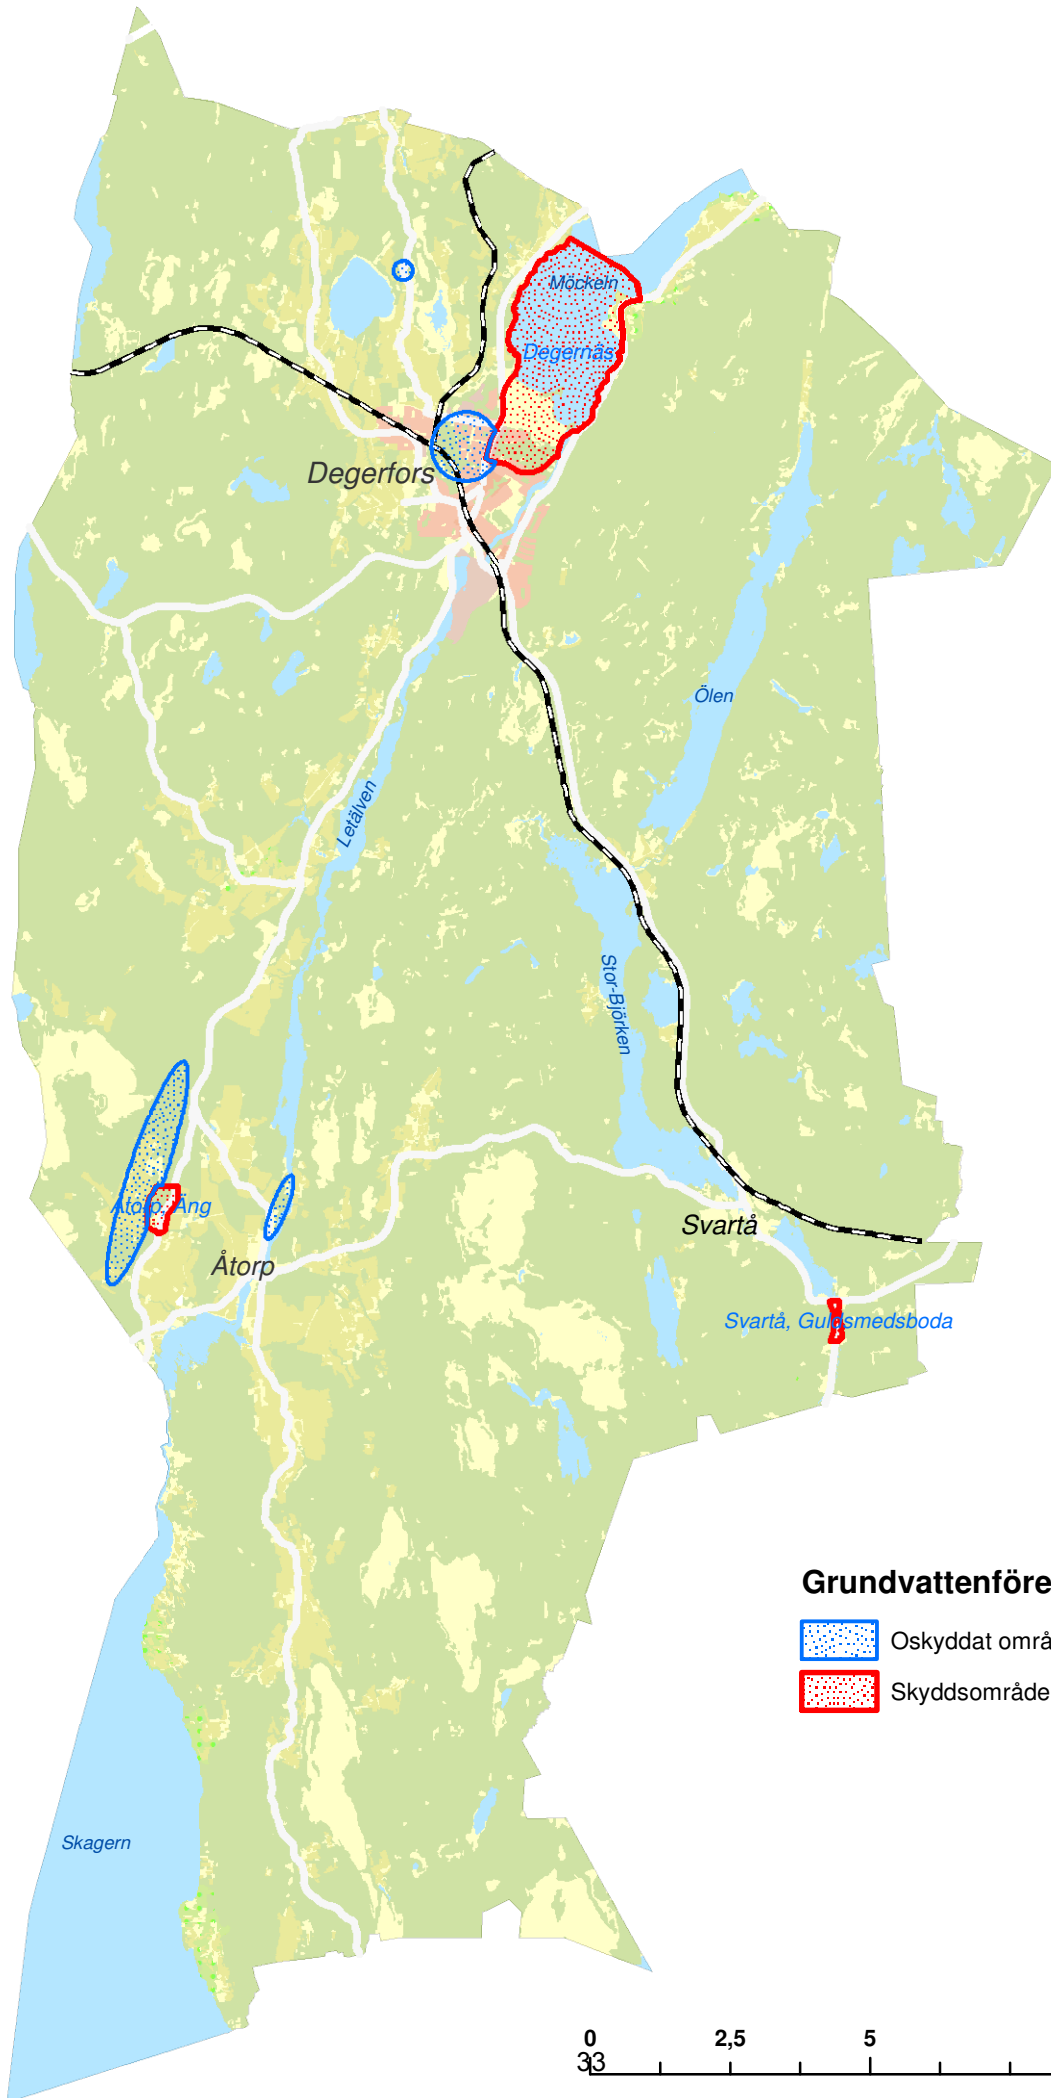 Möckeln
Degernäs
Degerfors
Ölen
Letälven
Stor-Björken
Åtorp, Äng
Svartå
Åtorp
Svartå, Guldsmedsboda
Grundvattenföre
Oskyddat områ
Skyddsområde
Skagern
0 2,5 5
33